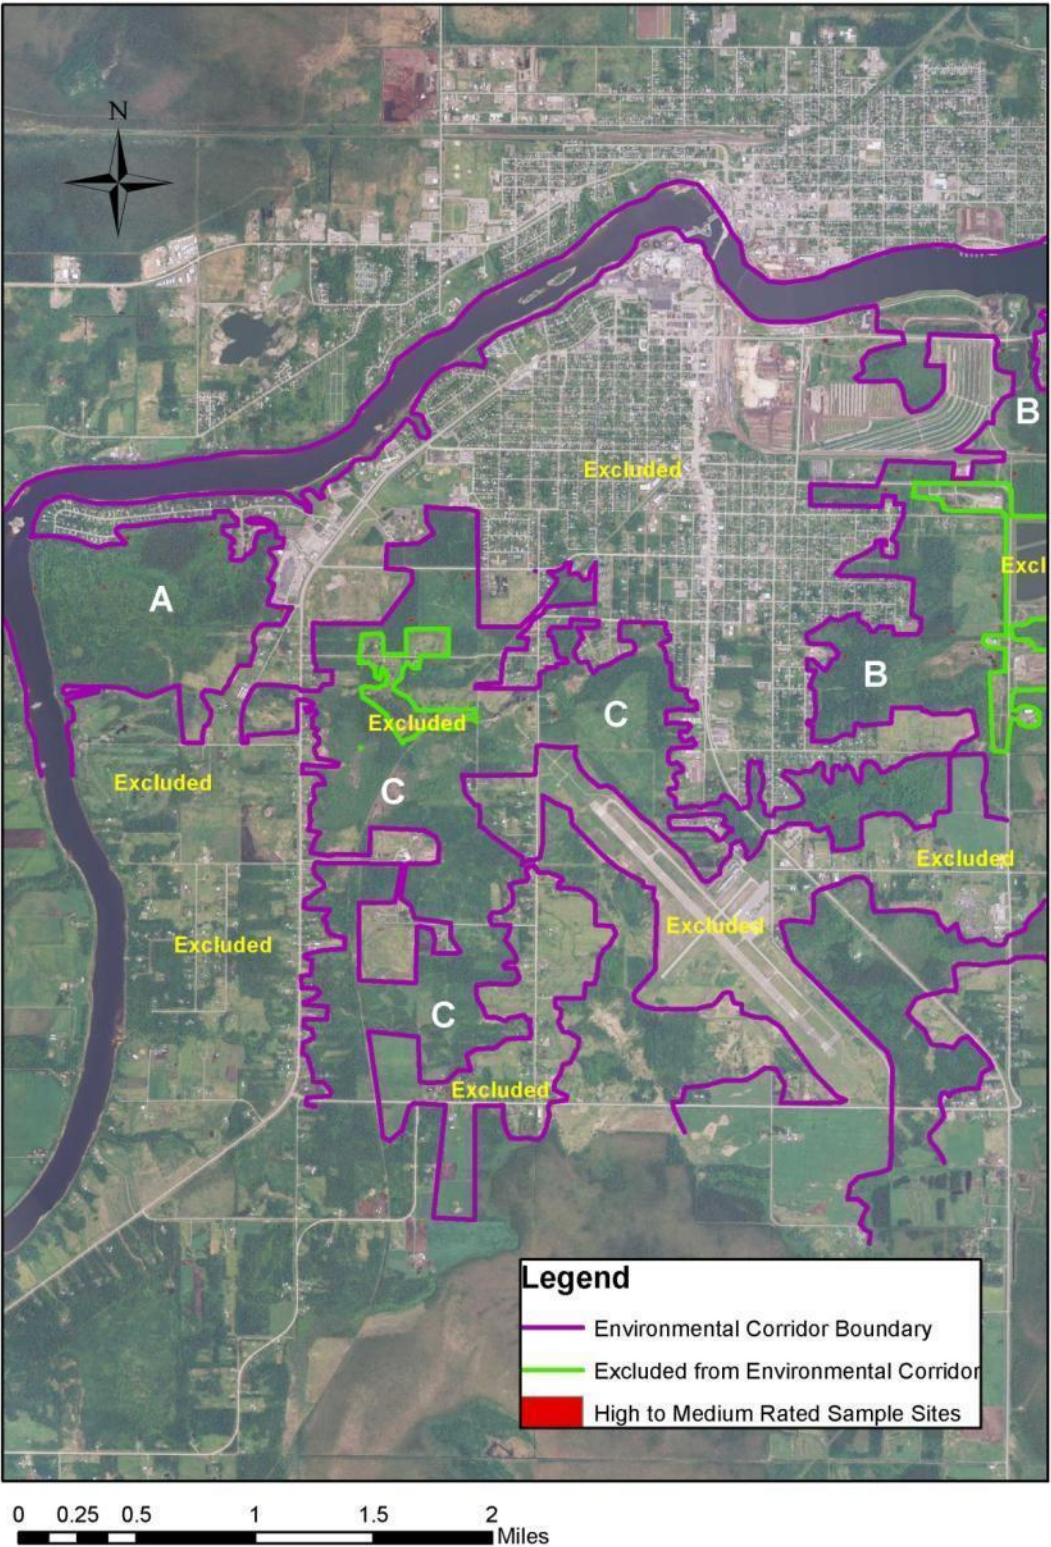 N
B
Excluded
Excl
A
B
C
Excluded
Excluded
C
Excluded
Excluded
Excluded
C
Excluded
Legend
Environmental Corridor Boundary
Excluded from Environmental Corridor
High to Medium Rated Sample Sites
0 0.25 0.5 1 1.5 2
Miles